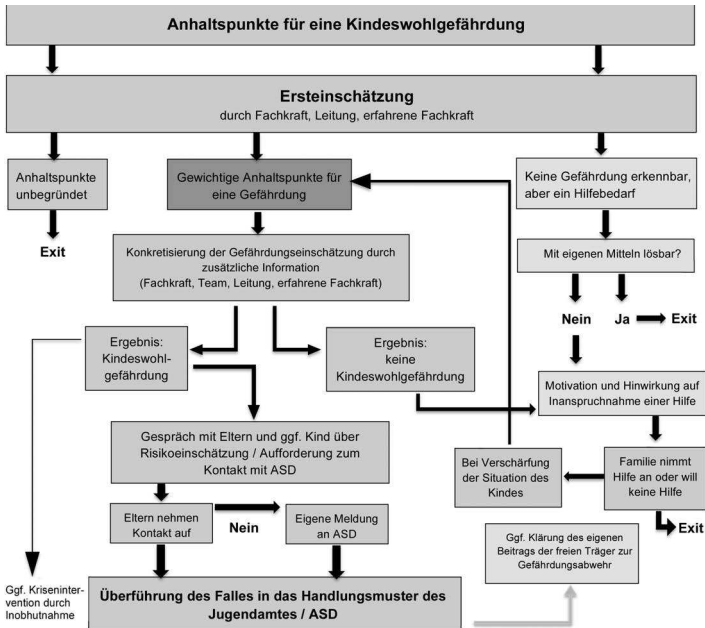 Anhaltspunkte für eine Kindeswohlgefährdung
Ersteinschätzung
durch Fachkraft, Leitung, erfahrene Fachkraft
Anhaltspunkte
unbegründet
Exit
Gewichtige Anhaltspunkte für
eine Gefährdung
Keine Gefährdung erkennbar,
aber ein Hilfebedarf
Konkretisierung der Gefährdungseinschätzung durch
zusätzliche Information
(Fachkraft, Team, Leitung, erfahrene Fachkraft)
Mit eigenen Mitteln lösbar?
Nein
Ja
Exit
Ergebnis:
Kindeswohl-
gefährdung
Ergebnis:
keine
Kindeswohlgefährdung
Motivation und Hinwirkung auf
Inanspruchnahme einer Hilfe
Gespräch mit Eltern und ggf. Kind über
Risikoeinschätzung / Aufforderung zum
Kontakt mit ASD
Bei Verschärfung
der Situation des
Kindes
Familie nimmt
Hilfe an oder will
keine Hilfe
Exit
Eltern nehmen
Kontakt auf
Nein
Eigene Meldung
an ASD
Ggf. Klärung des eigenen
Beitrags der freien Träger zur
Gefährdungsabwehr
Ggf. Kriseninter-
vention durch
Inobhutnahme
Überführung des Falles in das Handlungsmuster des
Jugendamtes / ASD